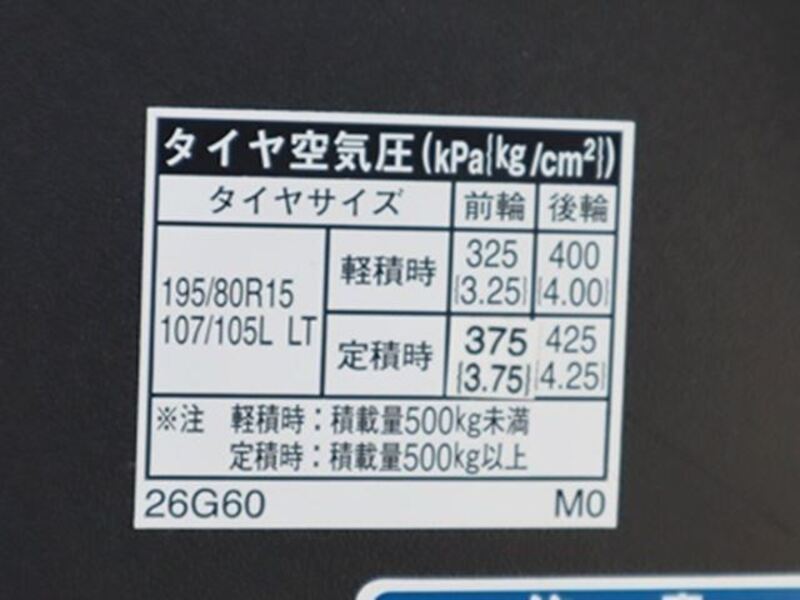 タイヤ空気圧(kPa{kg/cm²})
タイヤサイズ 前輪 後輪
195/80R15
107/105L LT
軽積時 325 400
{3.25} {4.00}
定積時 375 425
{3.75} {4.25}
※注 軽積時：積載量500kg未満
定積時：積載量500kg以上
26G60 M0